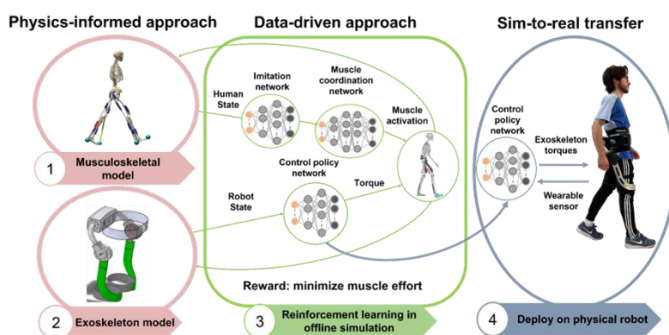 Physics-informed approach
Data-driven approach
Sim-to-real transfer
Human
State
Imitation
network
Muscle
coordination
network
Muscle
activation
Control policy
network
Robot
State
Torque
Reward: minimize muscle effort
Control
policy
network
Exoskeleton
torques
Wearable
sensor
1
Musculoskeletal
model
2
Exoskeleton model
3
Reinforcement learning in
offline simulation
4
Deploy on physical robot